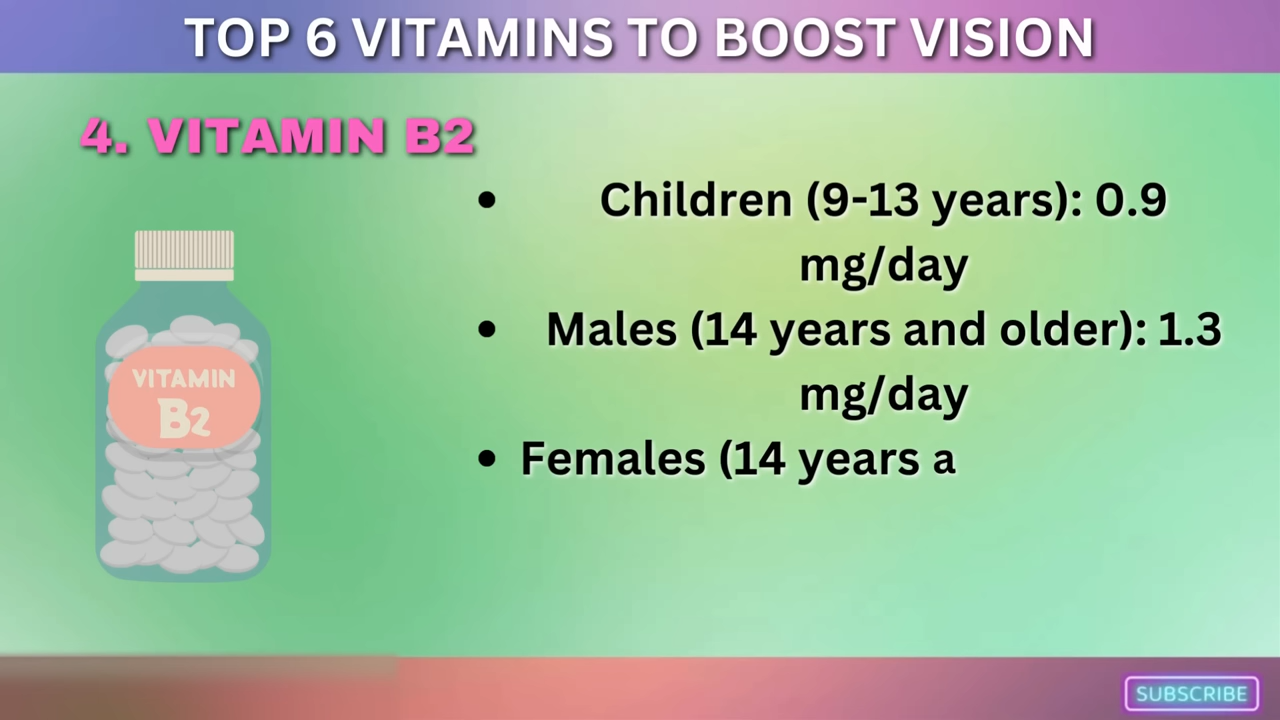 TOP 6 VITAMINS TO BOOST VISION
4. VITAMIN B2
• Children (9-13 years): 0.9
mg/day
• Males (14 years and older): 1.3
mg/day
• Females (14 years a
VITAMIN
B2
SUBSCRIBE